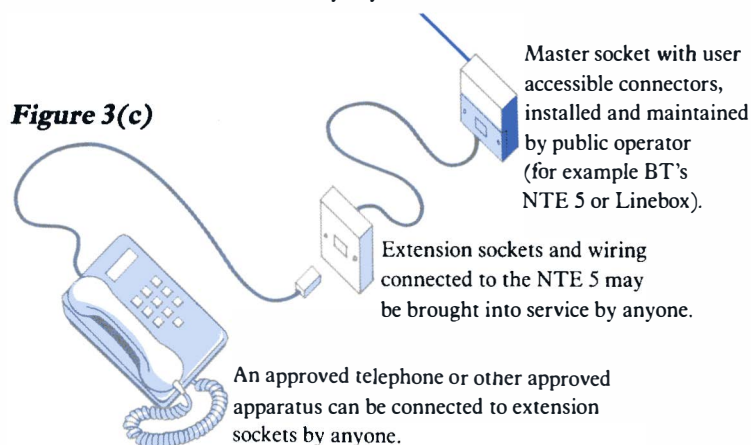 Master socket with user
accessible connectors,
installed and maintained
by public operator
(for example BT's
NTE 5 or Linebox).
Figure 3(c)
Extension sockets and wiring
connected to the NTE 5 may
be brought into service by anyone.
An approved telephone or other approved
apparatus can be connected to extension
sockets by anyone.